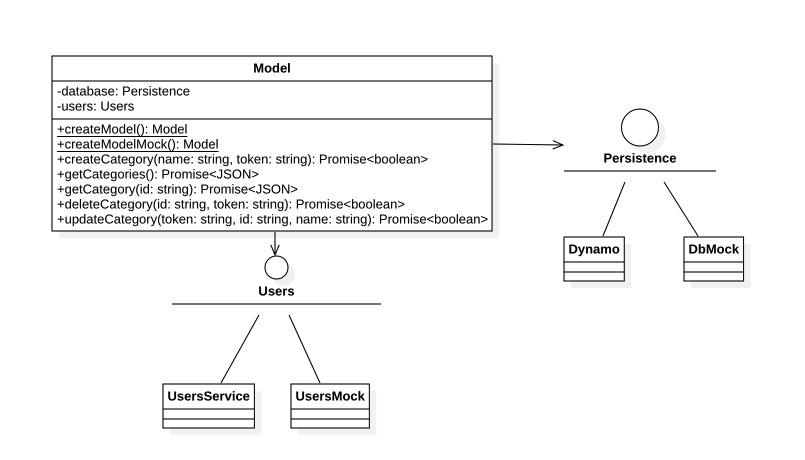 Model
-database: Persistence
-users: Users
+createModel(): Model
+createModelMock(): Model
+createCategory(name: string, token: string): Promise<boolean>
+getCategories(): Promise<JSON>
+getCategory(id: string): Promise<JSON>
+deleteCategory(id: string, token: string): Promise<boolean>
+updateCategory(token: string, id: string, name: string): Promise<boolean>
Persistence
Dynamo
DbMock
Users
UsersService
UsersMock